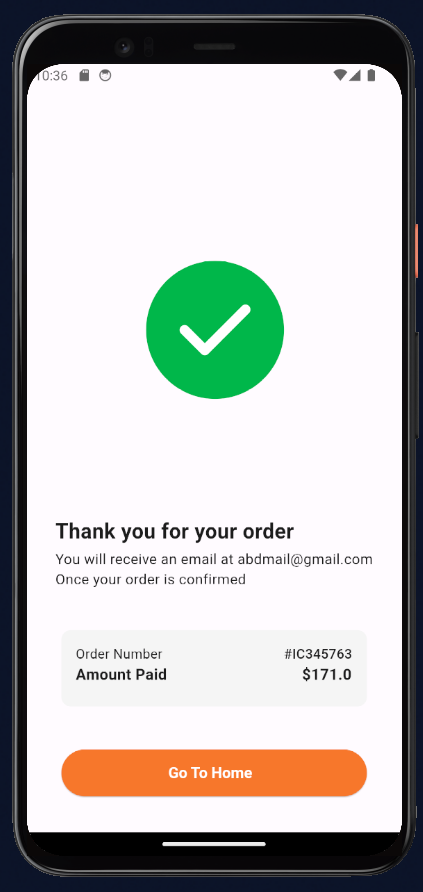 10:36
Thank you for your order
You will receive an email at abdmail@gmail.com
Once your order is confirmed
Order Number #IC345763
Amount Paid $171.0
Go To Home